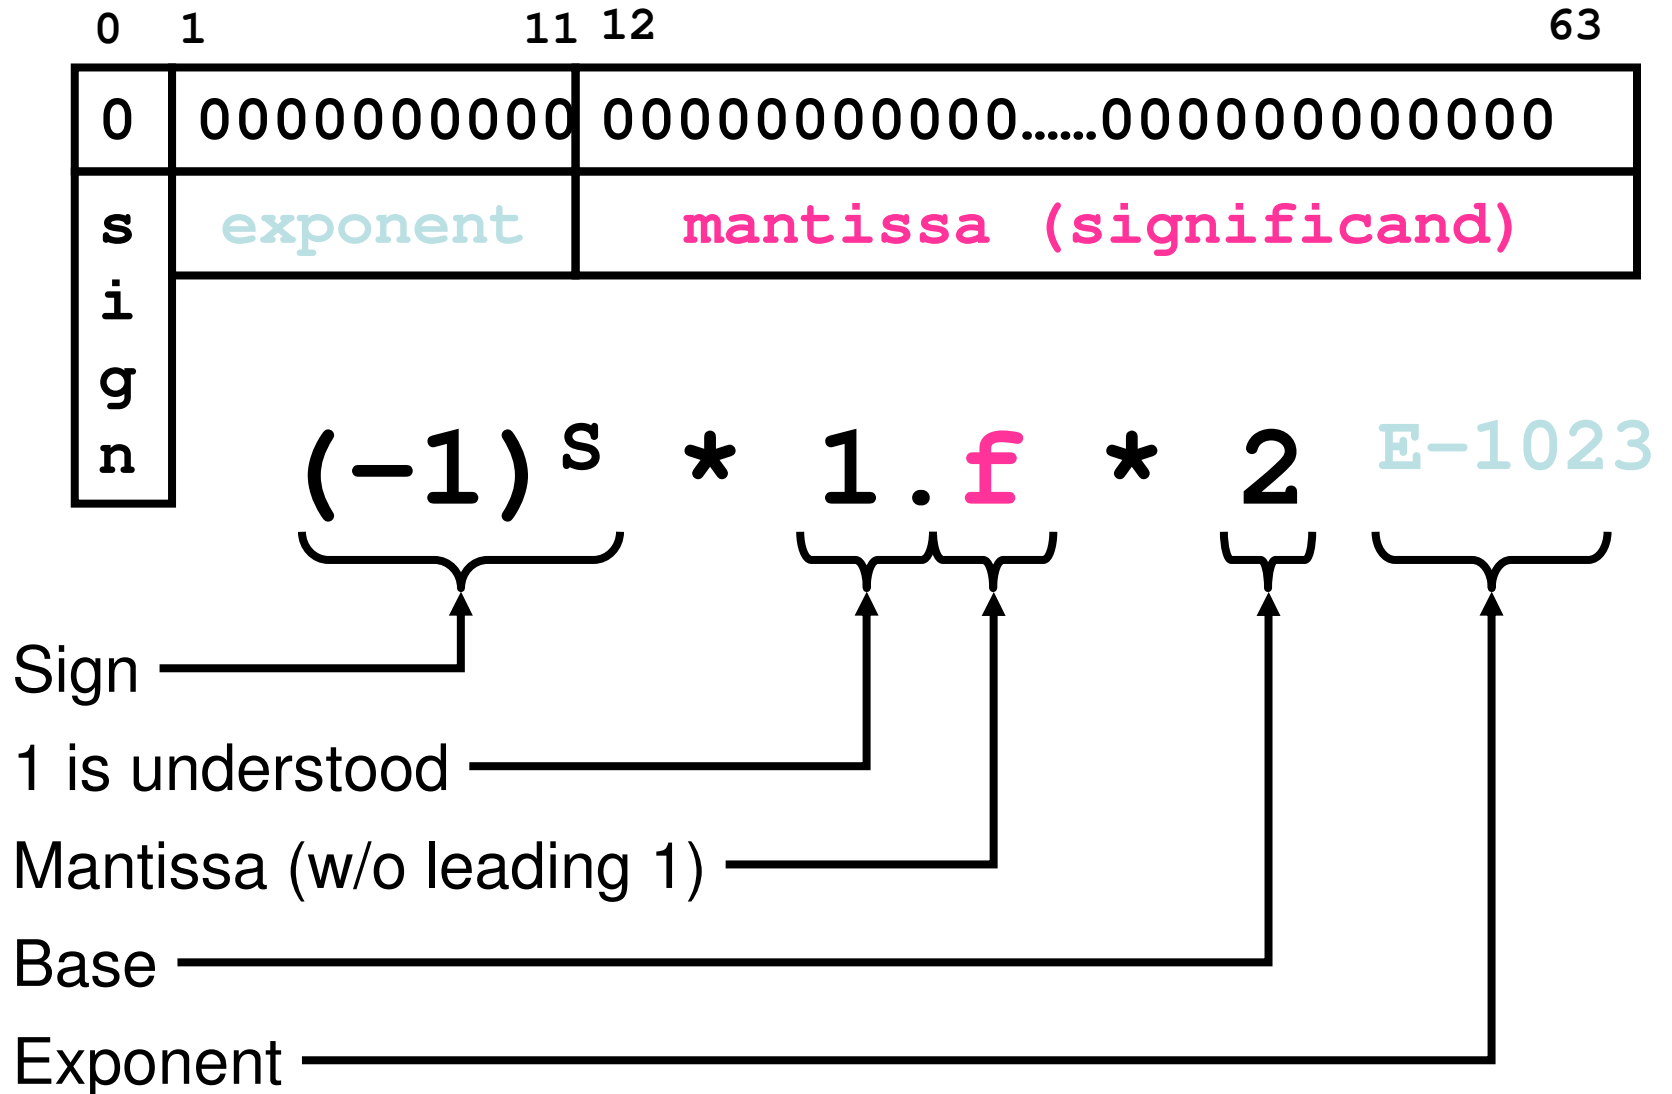 0 1 11 12 63
0 0000000000 00000000000......000000000000
sign exponent mantissa (significand)
(-1)S * 1.f * 2 E-1023
Sign
1 is understood
Mantissa (w/o leading 1)
Base
Exponent